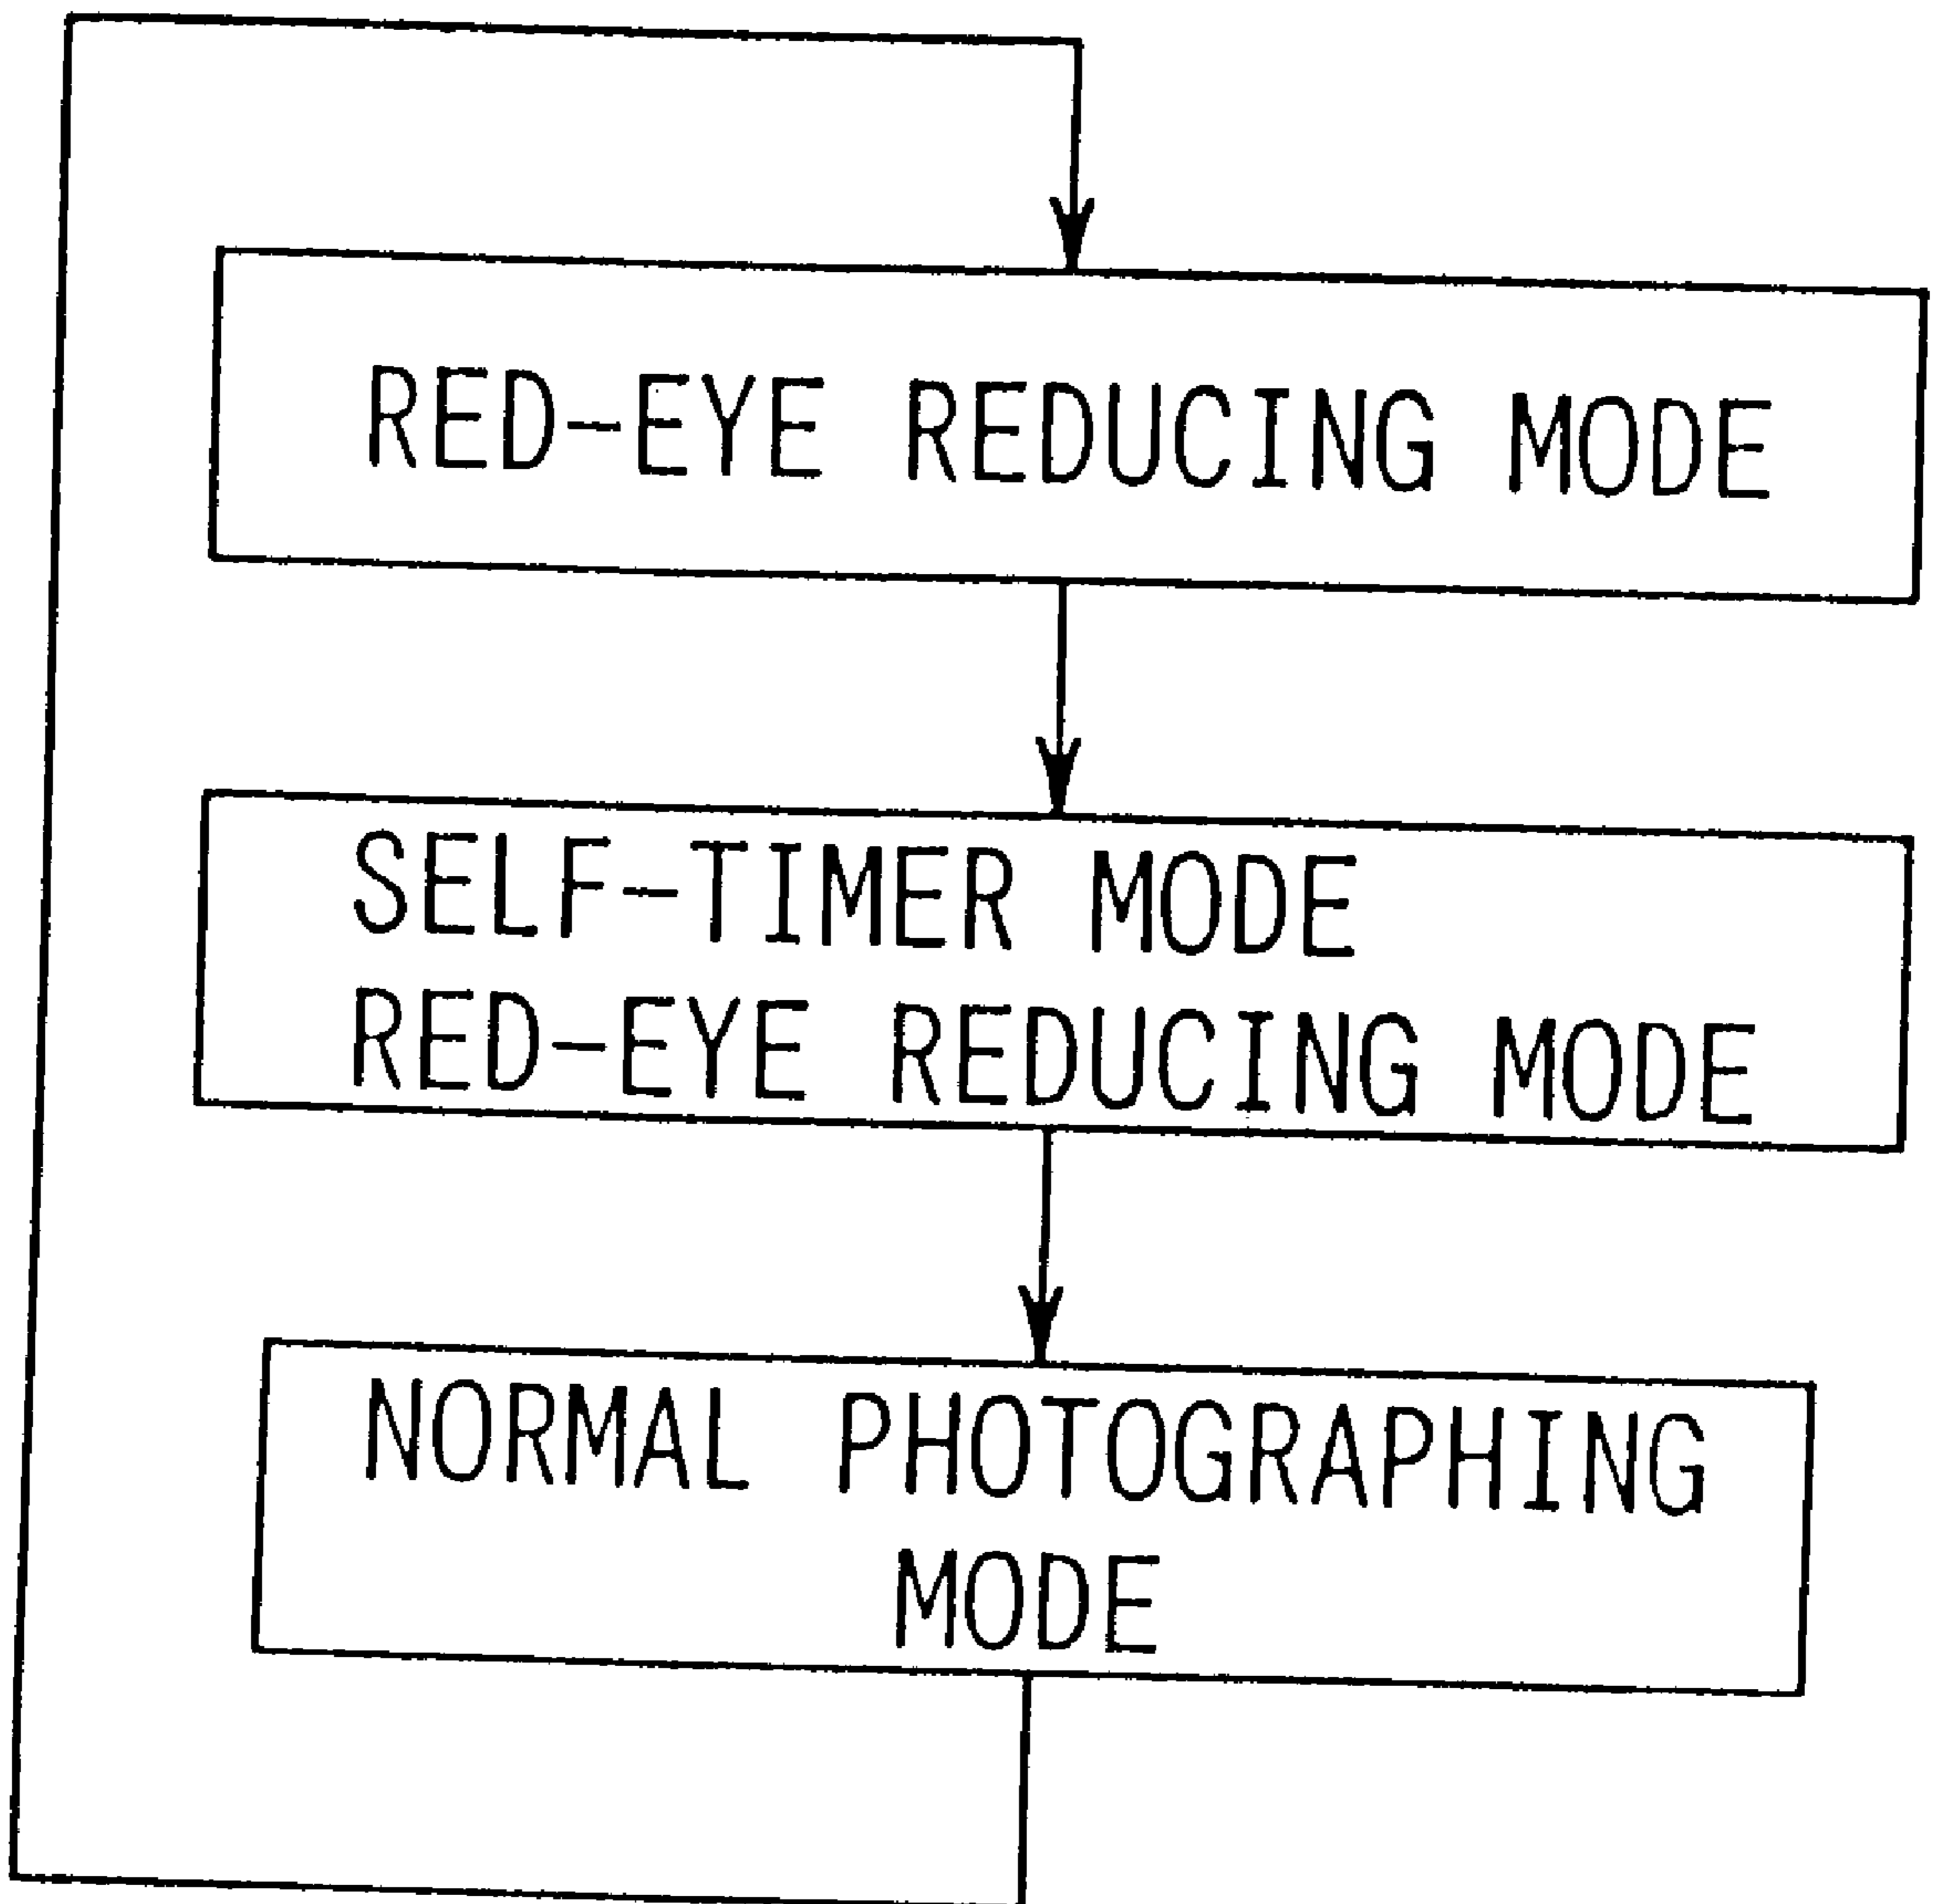 RED-EYE REDUCING MODE
SELF-TIMER MODE
RED-EYE REDUCING MODE
NORMAL PHOTOGRAPHING
MODE